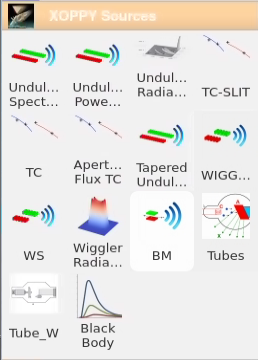 XOPPY Sources
Undul... Undul... Undul... TC-SLIT
Spect... Powe... Radia...
TC Apert... Tapered WIGG...
Flux TC Undul...
WS Wiggler BM Tubes
Radia...
Tube_W Black
Body